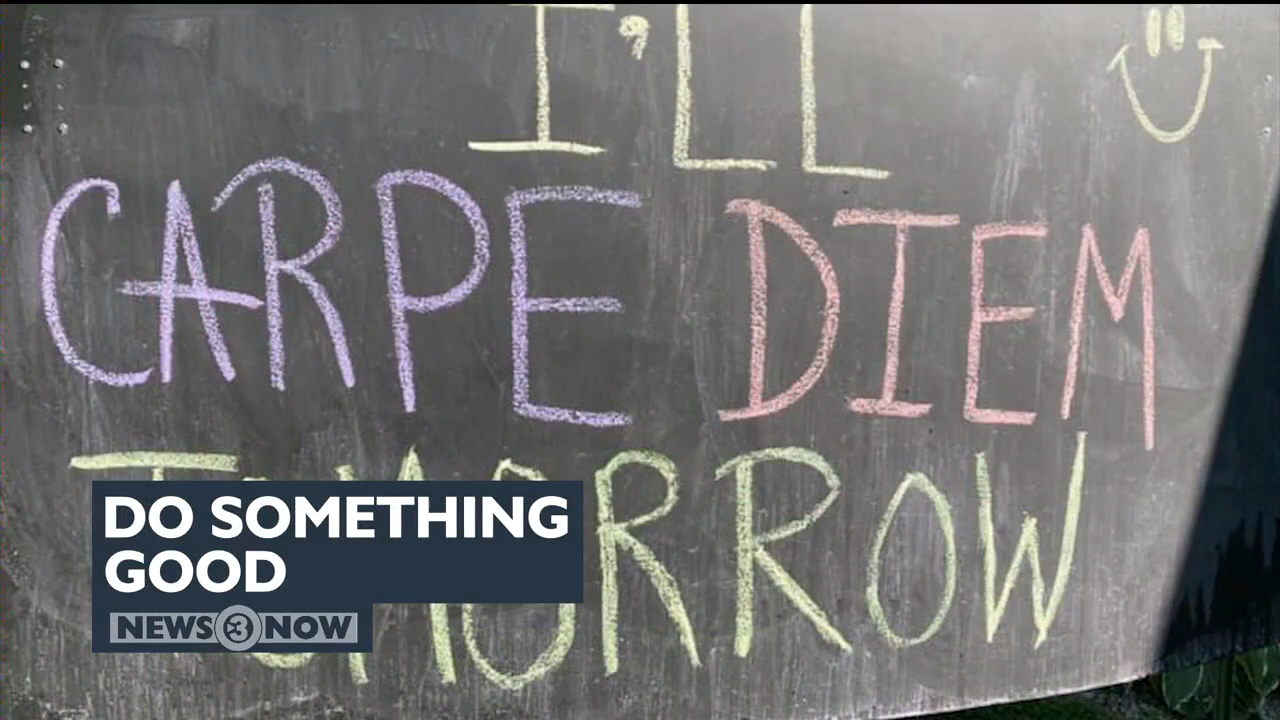 I'LL
CARPE DIEM
TOMORROW
DO SOMETHING
GOOD
NEWS 3 NOW